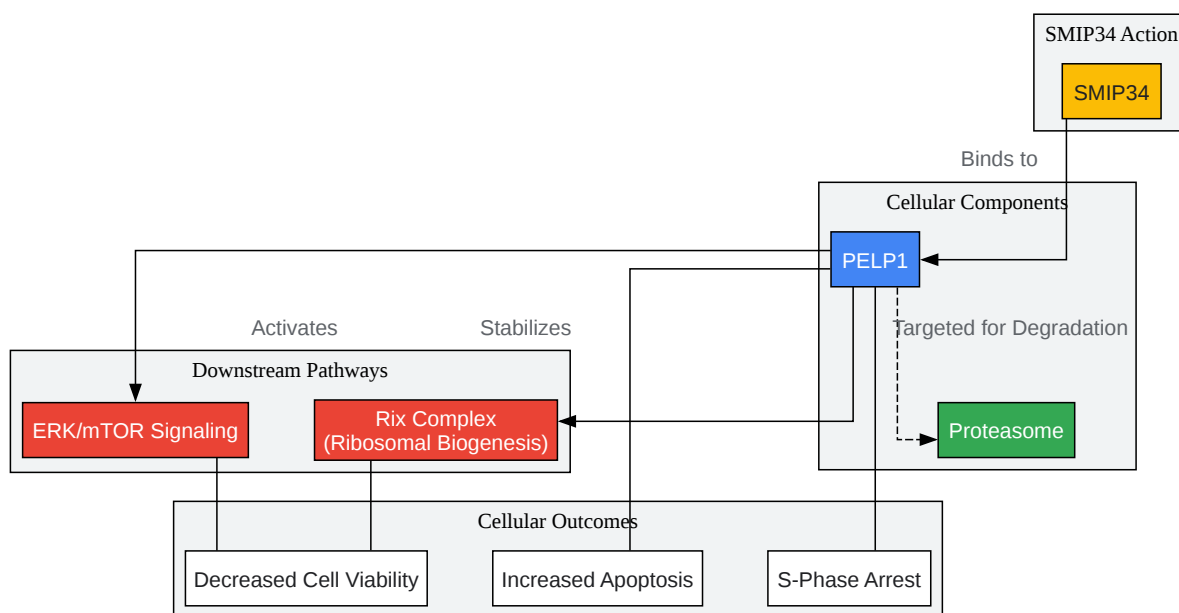 SMIP34 Action
SMIP34
Binds to
Cellular Components
PELP1
Activates
Stabilizes
Targeted for Degradation
Downstream Pathways
ERK/mTOR Signaling
Rix Complex
(Ribosomal Biogenesis)
Proteasome
Cellular Outcomes
Decreased Cell Viability
Increased Apoptosis
S-Phase Arrest